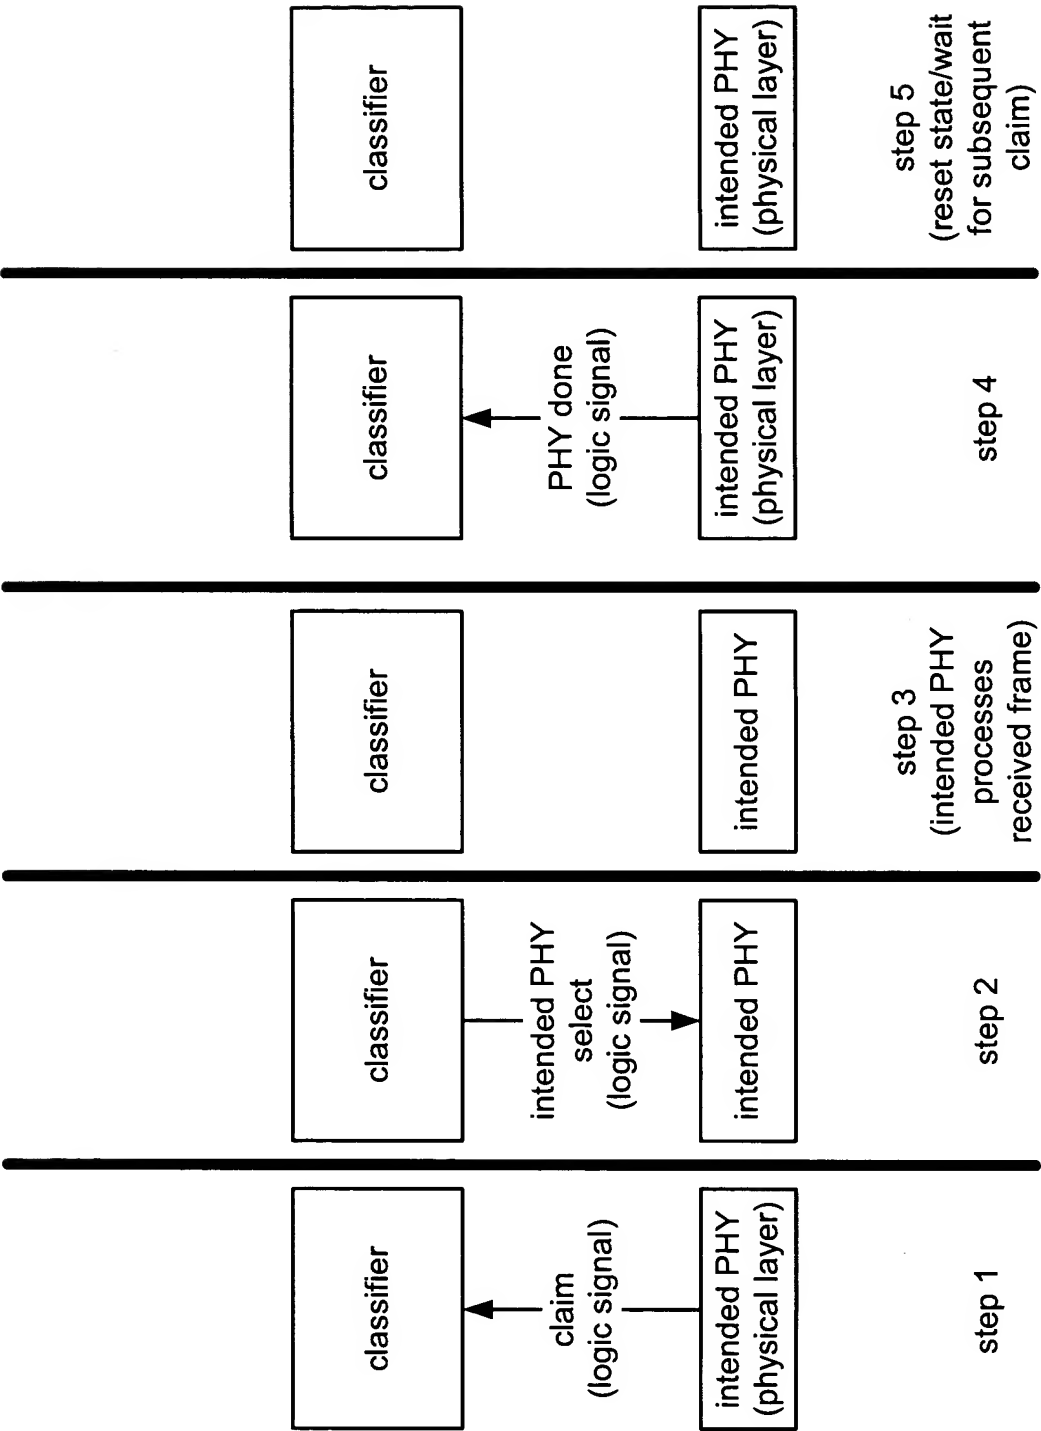 classifier
claim
(logic signal)
intended PHY
(physical layer)
step 1
classifier
intended PHY
select
(logic signal)
intended PHY
step 2
classifier
intended PHY
step 3
(intended PHY
processes
received frame)
classifier
PHY done
(logic signal)
intended PHY
(physical layer)
step 4
classifier
intended PHY
(physical layer)
step 5
(reset state/wait
for subsequent
claim)